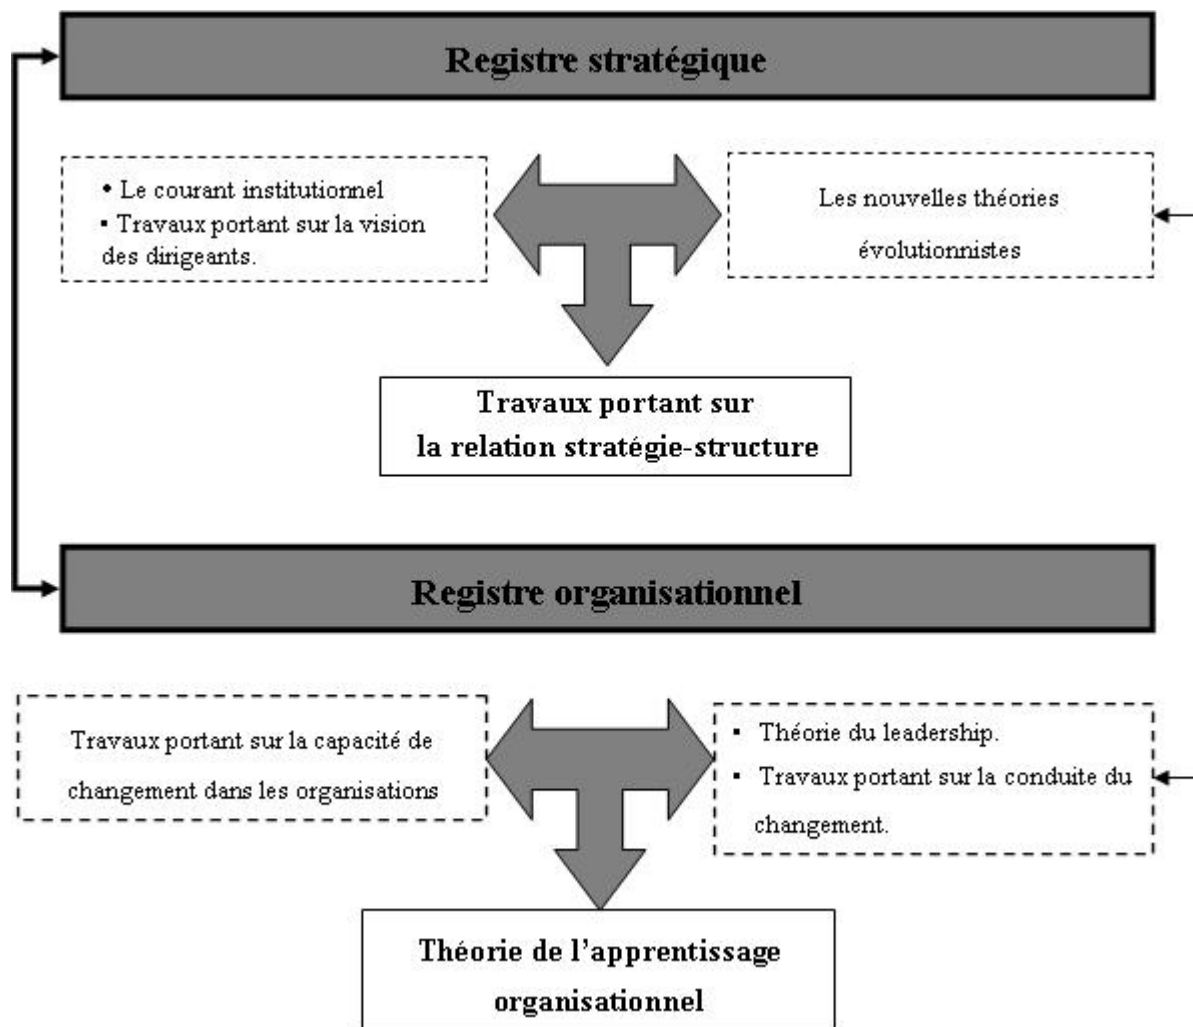 Registre stratégique
• Le courant institutionnel
▪ Travaux portant sur la vision
des dirigeants.
Les nouvelles théories
évolutionnistes
Travaux portant sur
la relation stratégie-structure
Registre organisationnel
Travaux portant sur la capacité de
changement dans les organisations
▪ Théorie du leadership.
▪ Travaux portant sur la conduite du
changement.
Théorie de l’apprentissage
organisationnel